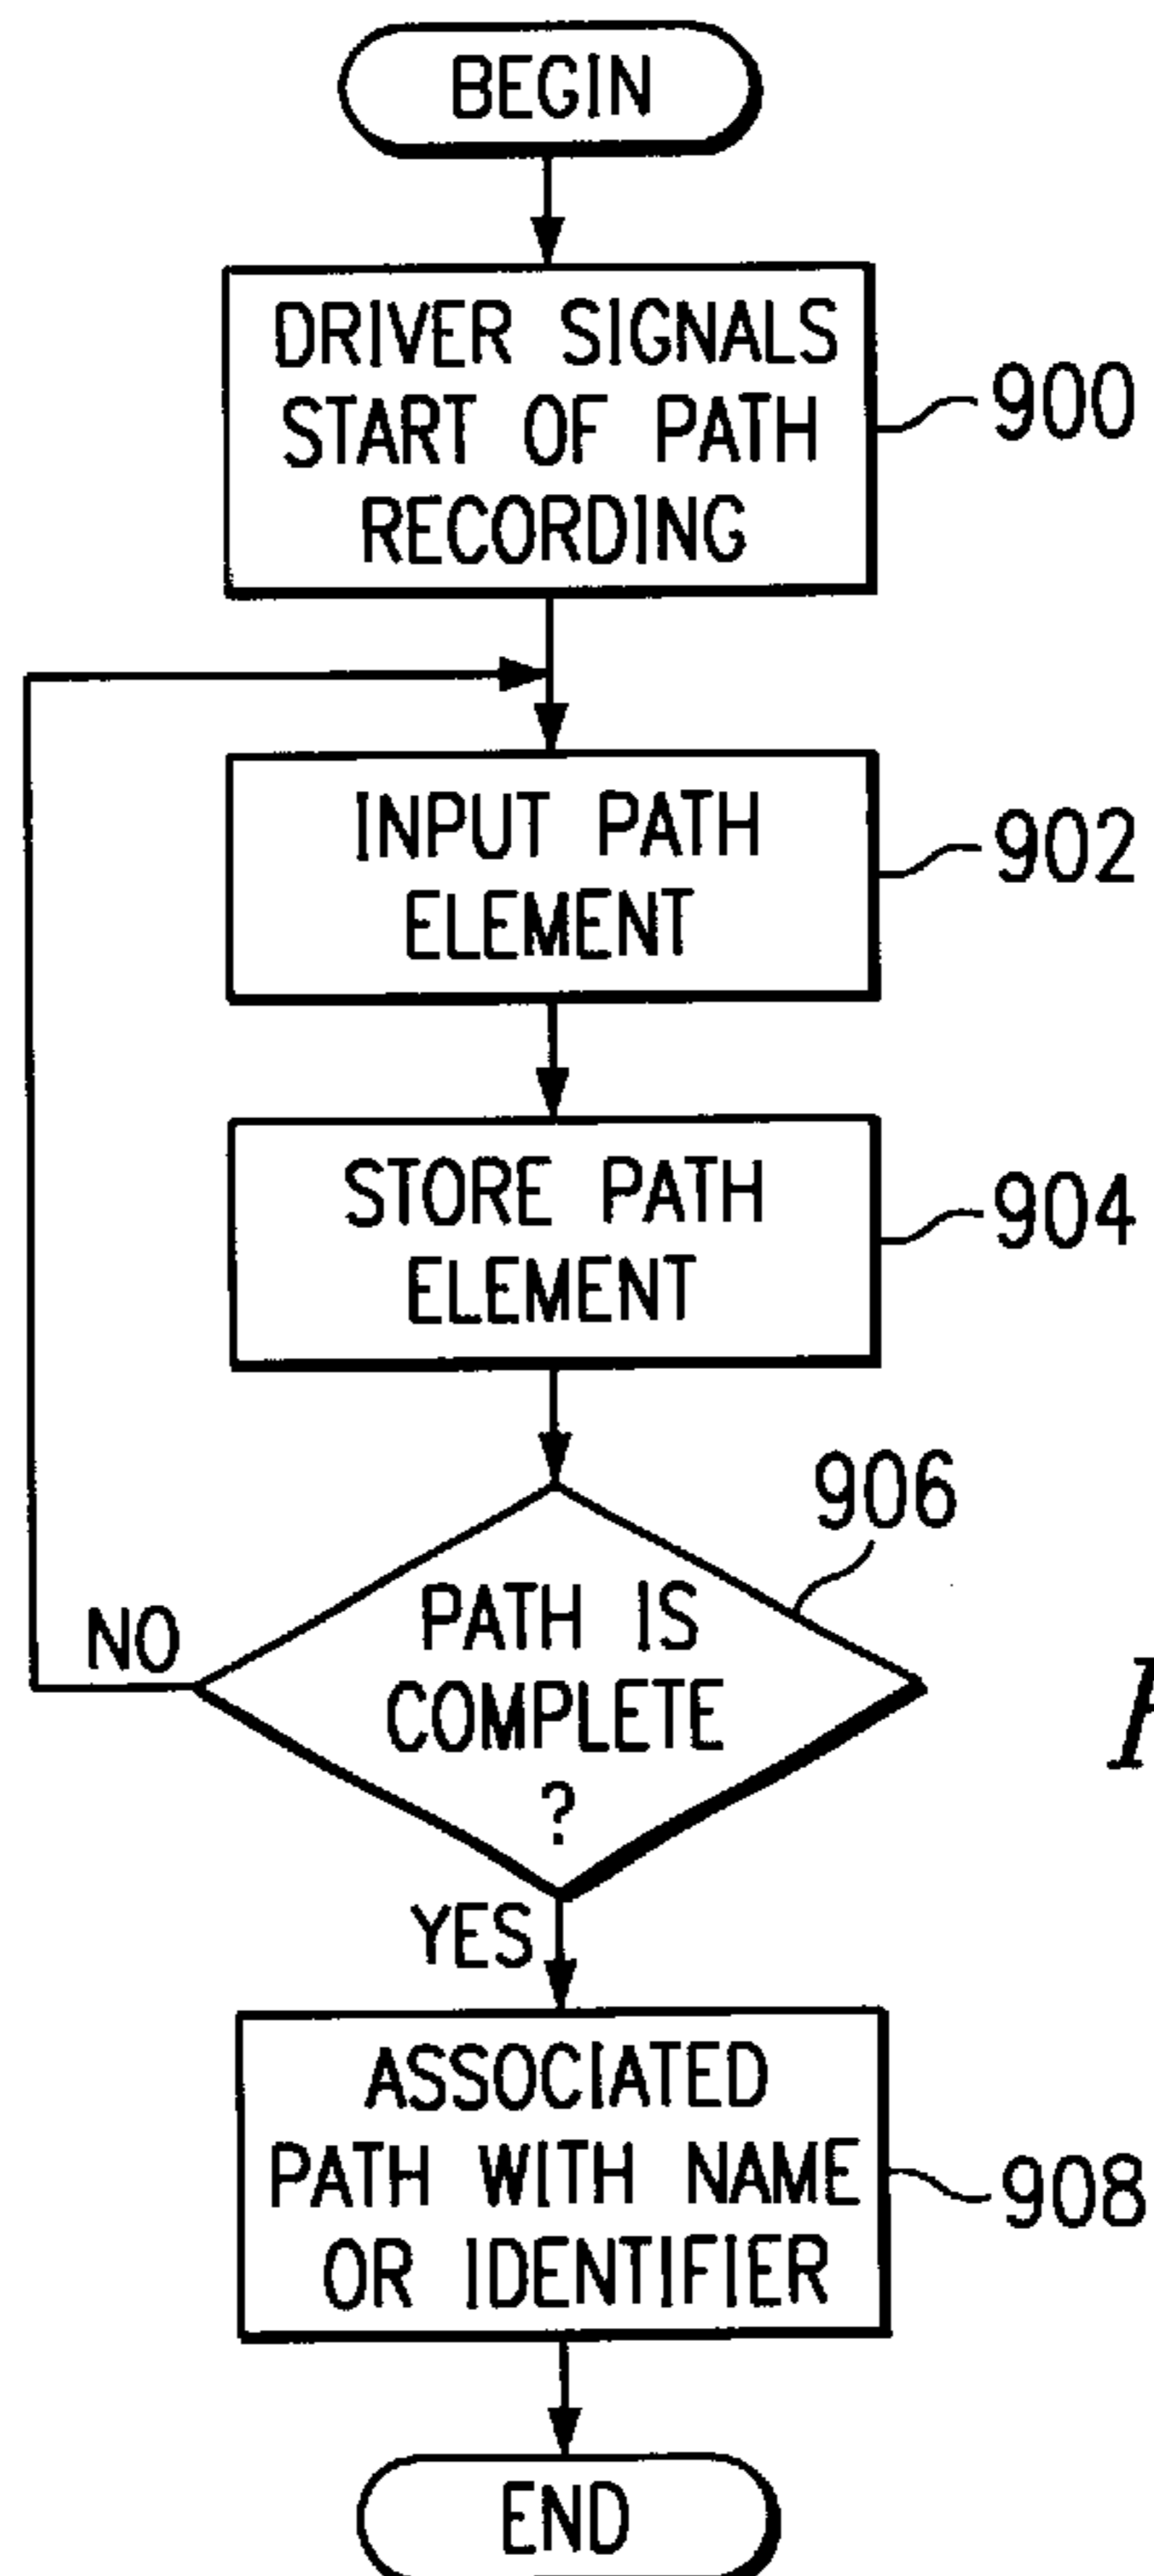 BEGIN
DRIVER SIGNALS
START OF PATH
RECORDING
900
INPUT PATH
ELEMENT
902
STORE PATH
ELEMENT
904
906
PATH IS
COMPLETE
?
NO
YES
ASSOCIATED
PATH WITH NAME
OR IDENTIFIER
908
END